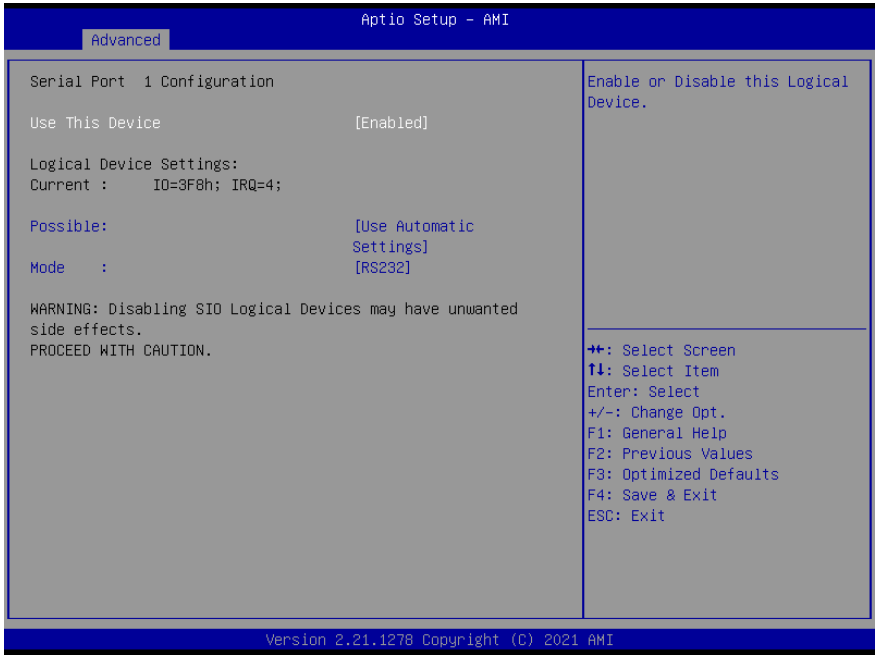 Aptio Setup – AMI
Advanced
Serial Port 1 Configuration
Use This Device [Enabled]
Logical Device Settings:
Current : IO=3F8h; IRQ=4;
Possible: [Use Automatic
Settings]
Mode : [RS232]
WARNING: Disabling SIO Logical Devices may have unwanted
side effects.
PROCEED WITH CAUTION.
Enable or Disable this Logical
Device.
→←: Select Screen
↑↓: Select Item
Enter: Select
+/-: Change Opt.
F1: General Help
F2: Previous Values
F3: Optimized Defaults
F4: Save & Exit
ESC: Exit
Version 2.21.1278 Copyright (C) 2021 AMI